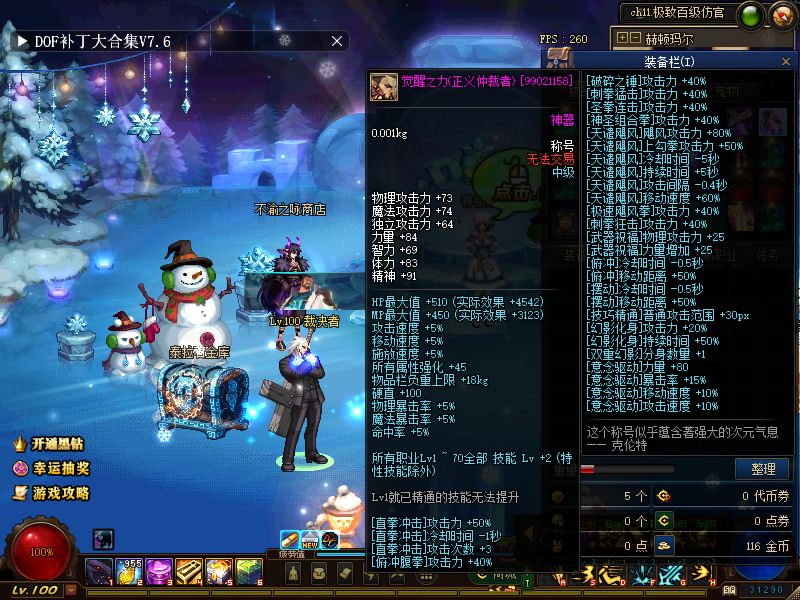 ch11.极致百级仿官
▶ DOF补丁大合集V7.6
FPS : 260
赫顿玛尔
装备栏(I)
觉醒之力(正义仲裁者) [99021158]
神器
0.001kg
称号
无法交易
中级
物理攻击力 +73
魔法攻击力 +74
独立攻击力 +64
力量 +84
智力 +69
体力 +83
精神 +91
HP最大值 +510 (实际效果 +4542)
MP最大值 +450 (实际效果 +3123)
攻击速度 +5%
移动速度 +5%
施放速度 +5%
所有属性强化 +45
物品栏负重上限 +18kg
硬直 +100
物理暴击率 +5%
魔法暴击率 +5%
命中率 +5%
所有职业Lv1 ~ 70全部 技能 Lv +2 (特
性技能除外)
Lv1就已精通的技能无法提升
[直拳冲击]攻击力 +50%
[直拳冲击]冷却时间 -1秒
[直拳冲击]攻击次数 +3
[俯冲腹拳]攻击力 +40%
[破碎之锤]攻击力 +40%
[刺拳猛击]攻击力 +40%
[圣拳连击]攻击力 +40%
[神圣组合拳]攻击力 +40%
[天谴飓风]飓风攻击力 +80%
[天谴飓风]上勾拳攻击力 +50%
[天谴飓风]冷却时间 -5秒
[天谴飓风]持续时间 +5秒
[天谴飓风]攻击间隔 -0.4秒
[天谴飓风]移动速度 +60%
[极速飓风拳]攻击力 +40%
[刺拳狂击]攻击力 +40%
[武器祝福]物理攻击力 +25
[武器祝福]力量增加 +25
[俯冲]冷却时间 -0.5秒
[俯冲]移动距离 +50%
[摆动]冷却时间 -0.5秒
[摆动]移动距离 +50%
[技巧精通]普通攻击范围 +30px
[幻影化身]攻击力 +20%
[幻影化身]持续时间 +50%
[双重幻影]分身数量 +1
[意念驱动]力量 +80
[意念驱动]暴击率 +15%
[意念驱动]移动速度 +10%
[意念驱动]攻击速度 +10%
这个称号似乎蕴含著强大的次元气息
—— 克伦特
整理
5 个
0 代币券
0 个
0 点券
0 点
116 金币
点击
不渝之咏商店
Lv.100 裁决者
泰拉金库
开通黑钻
幸运抽奖
游戏攻略
100%
Lv.100
955
NEW
疲劳值
商城
31290